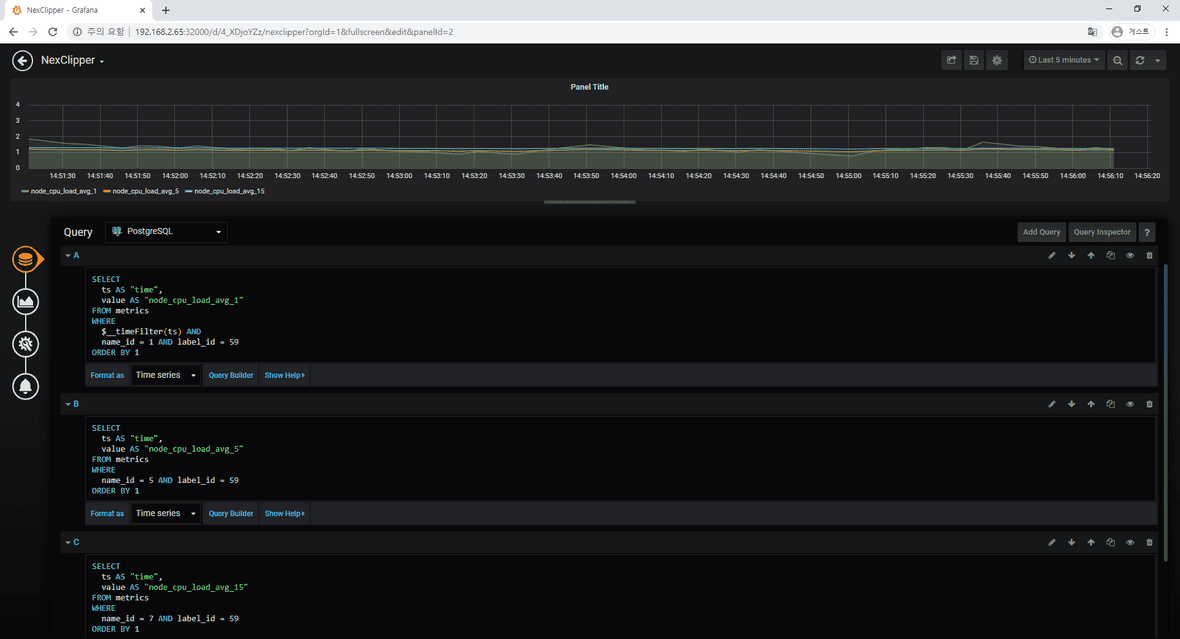 NexClipper - Grafana
주의 요함
192.168.2.65:32000/d/4_XDjoYZz/nexclipper?orgId=1&fullscreen&edit&panelId=2
게스트
NexClipper
Last 5 minutes
Panel Title
4
3
2
1
0
14:51:30 14:51:40 14:51:50 14:52:00 14:52:10 14:52:20 14:52:30 14:52:40 14:52:50 14:53:00 14:53:10 14:53:20 14:53:30 14:53:40 14:53:50 14:54:00 14:54:10 14:54:20 14:54:30 14:54:40 14:54:50 14:55:00 14:55:10 14:55:20 14:55:30 14:55:40 14:55:50 14:56:00 14:56:10 14:56:20
node_cpu_load_avg_1 node_cpu_load_avg_5 node_cpu_load_avg_15
Query PostgreSQL Add Query Query Inspector ?
A
SELECT
ts AS "time",
value AS "node_cpu_load_avg_1"
FROM metrics
WHERE
$__timeFilter(ts) AND
name_id = 1 AND label_id = 59
ORDER BY 1
Format as Time series Query Builder Show Help
B
SELECT
ts AS "time",
value AS "node_cpu_load_avg_5"
FROM metrics
WHERE
name_id = 5 AND label_id = 59
ORDER BY 1
Format as Time series Query Builder Show Help
C
SELECT
ts AS "time",
value AS "node_cpu_load_avg_15"
FROM metrics
WHERE
name_id = 7 AND label_id = 59
ORDER BY 1